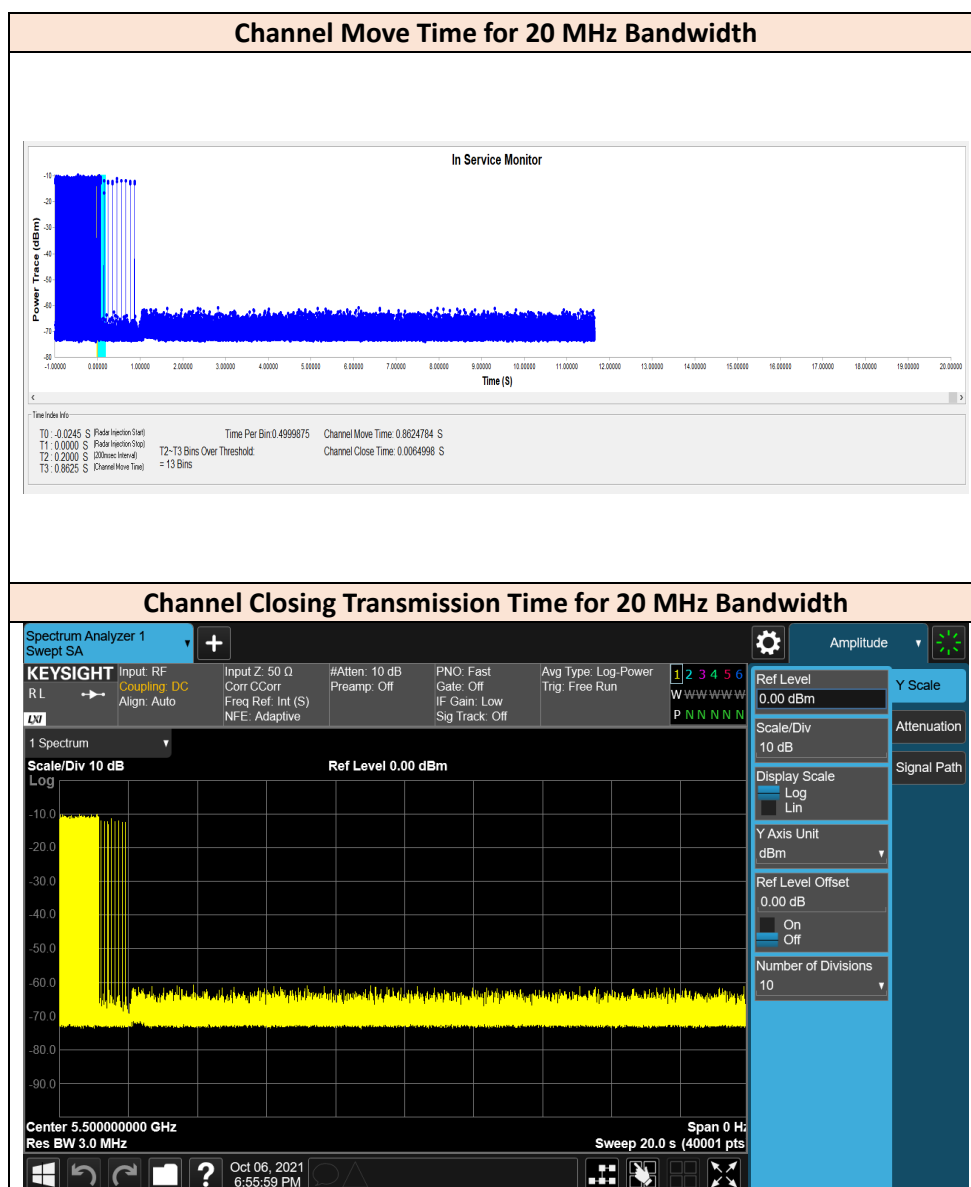 Channel Move Time for 20 MHz Bandwidth
In Service Monitor
Power Trace (dBm)
-10
-20
-30
-40
-50
-60
-70
-80
-1.00000 0.00000 1.00000 2.00000 3.00000 4.00000 5.00000 6.00000 7.00000 8.00000 9.00000 10.00000 11.00000 12.00000 13.00000 14.00000 15.00000 16.00000 17.00000 18.00000 19.00000 20.00000
Time (S)
Time Index Info
T0 : -0.0245 S (Radar Injection Start)
T1 : 0.0000 S (Radar Injection Stop)
T2 : 0.2000 S (200msec Interval)
T3 : 0.8625 S (Channel Move Time)
Time Per Bin:0.4999875
T2~T3 Bins Over Threshold:
= 13 Bins
Channel Move Time: 0.8624784 S
Channel Close Time: 0.0064998 S
Channel Closing Transmission Time for 20 MHz Bandwidth
Spectrum Analyzer 1
Swept SA
+
Amplitude
KEYSIGHT
R L
LXI
Input: RF
Coupling: DC
Align: Auto
Input Z: 50 Ω
Corr CCorr
Freq Ref: Int (S)
NFE: Adaptive
#Atten: 10 dB
Preamp: Off
PNO: Fast
Gate: Off
IF Gain: Low
Sig Track: Off
Avg Type: Log-Power
Trig: Free Run
1 2 3 4 5 6
W W W W W W
P N N N N N
1 Spectrum
Scale/Div 10 dB
Ref Level 0.00 dBm
Log
-10.0
-20.0
-30.0
-40.0
-50.0
-60.0
-70.0
-80.0
-90.0
Center 5.500000000 GHz
Res BW 3.0 MHz
Span 0 Hz
Sweep 20.0 s (40001 pts
Ref Level
0.00 dBm
Scale/Div
10 dB
Display Scale
Log
Lin
Y Axis Unit
dBm
Ref Level Offset
0.00 dB
On
Off
Number of Divisions
10
Y Scale
Attenuation
Signal Path
?
Oct 06, 2021
6:55:59 PM